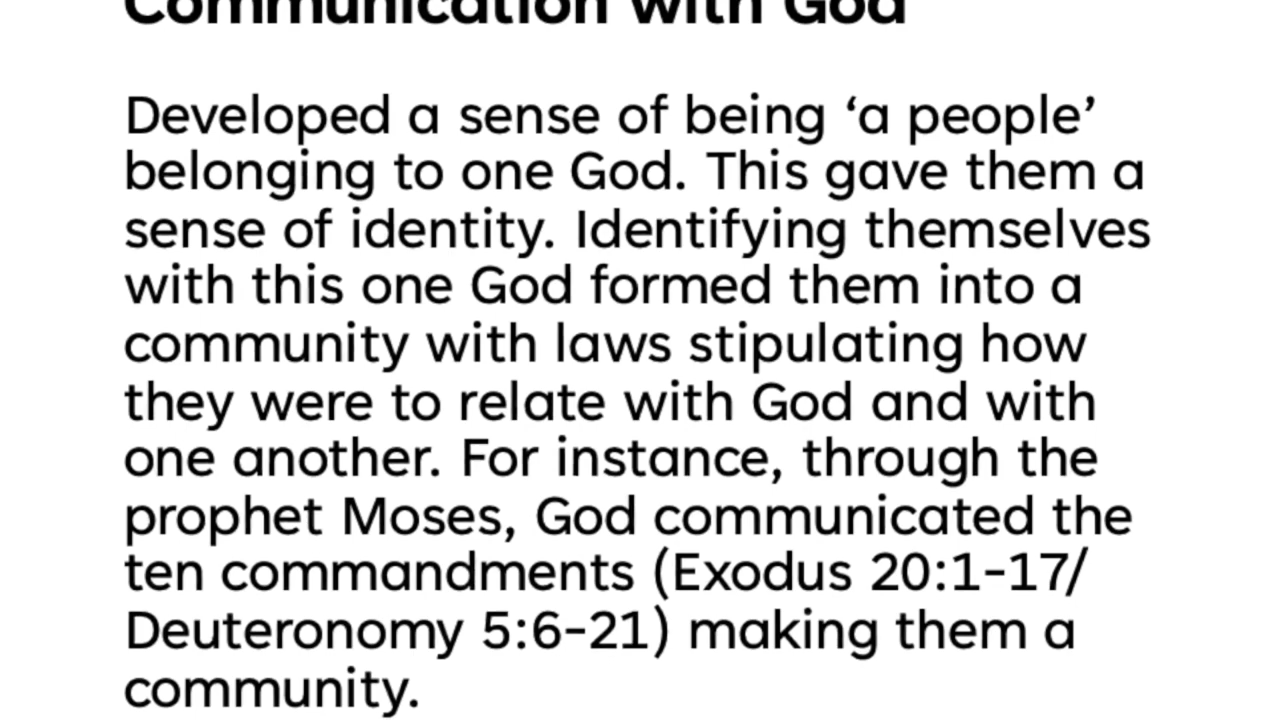 Communication with God
Developed a sense of being ‘a people’
belonging to one God. This gave them a
sense of identity. Identifying themselves
with this one God formed them into a
community with laws stipulating how
they were to relate with God and with
one another. For instance, through the
prophet Moses, God communicated the
ten commandments (Exodus 20:1-17/
Deuteronomy 5:6-21) making them a
community.